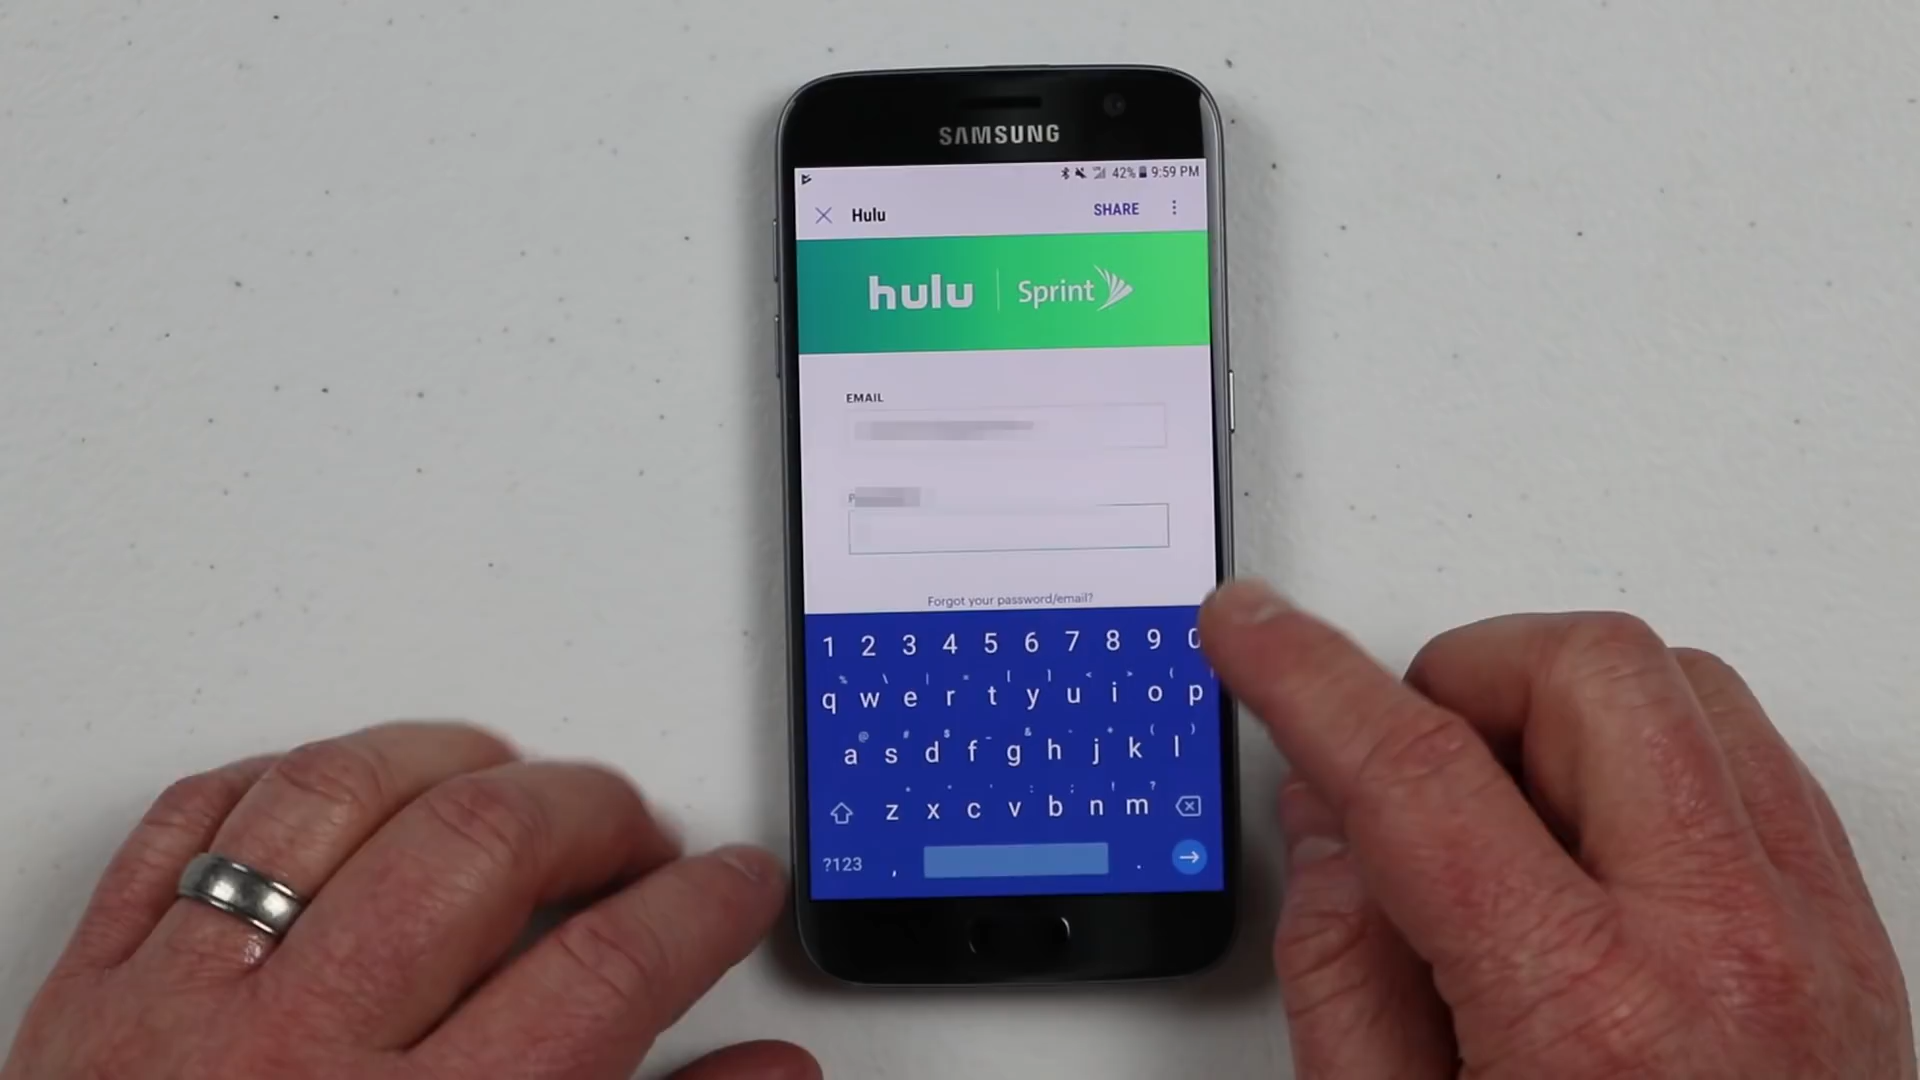 SAMSUNG
42% 9:59 PM
Hulu SHARE
hulu Sprint
EMAIL
Forgot your password/email?
1 2 3 4 5 6 7 8 9 0
q w e r t y u i o p
a s d f g h j k l
z x c v b n m
?123 , .